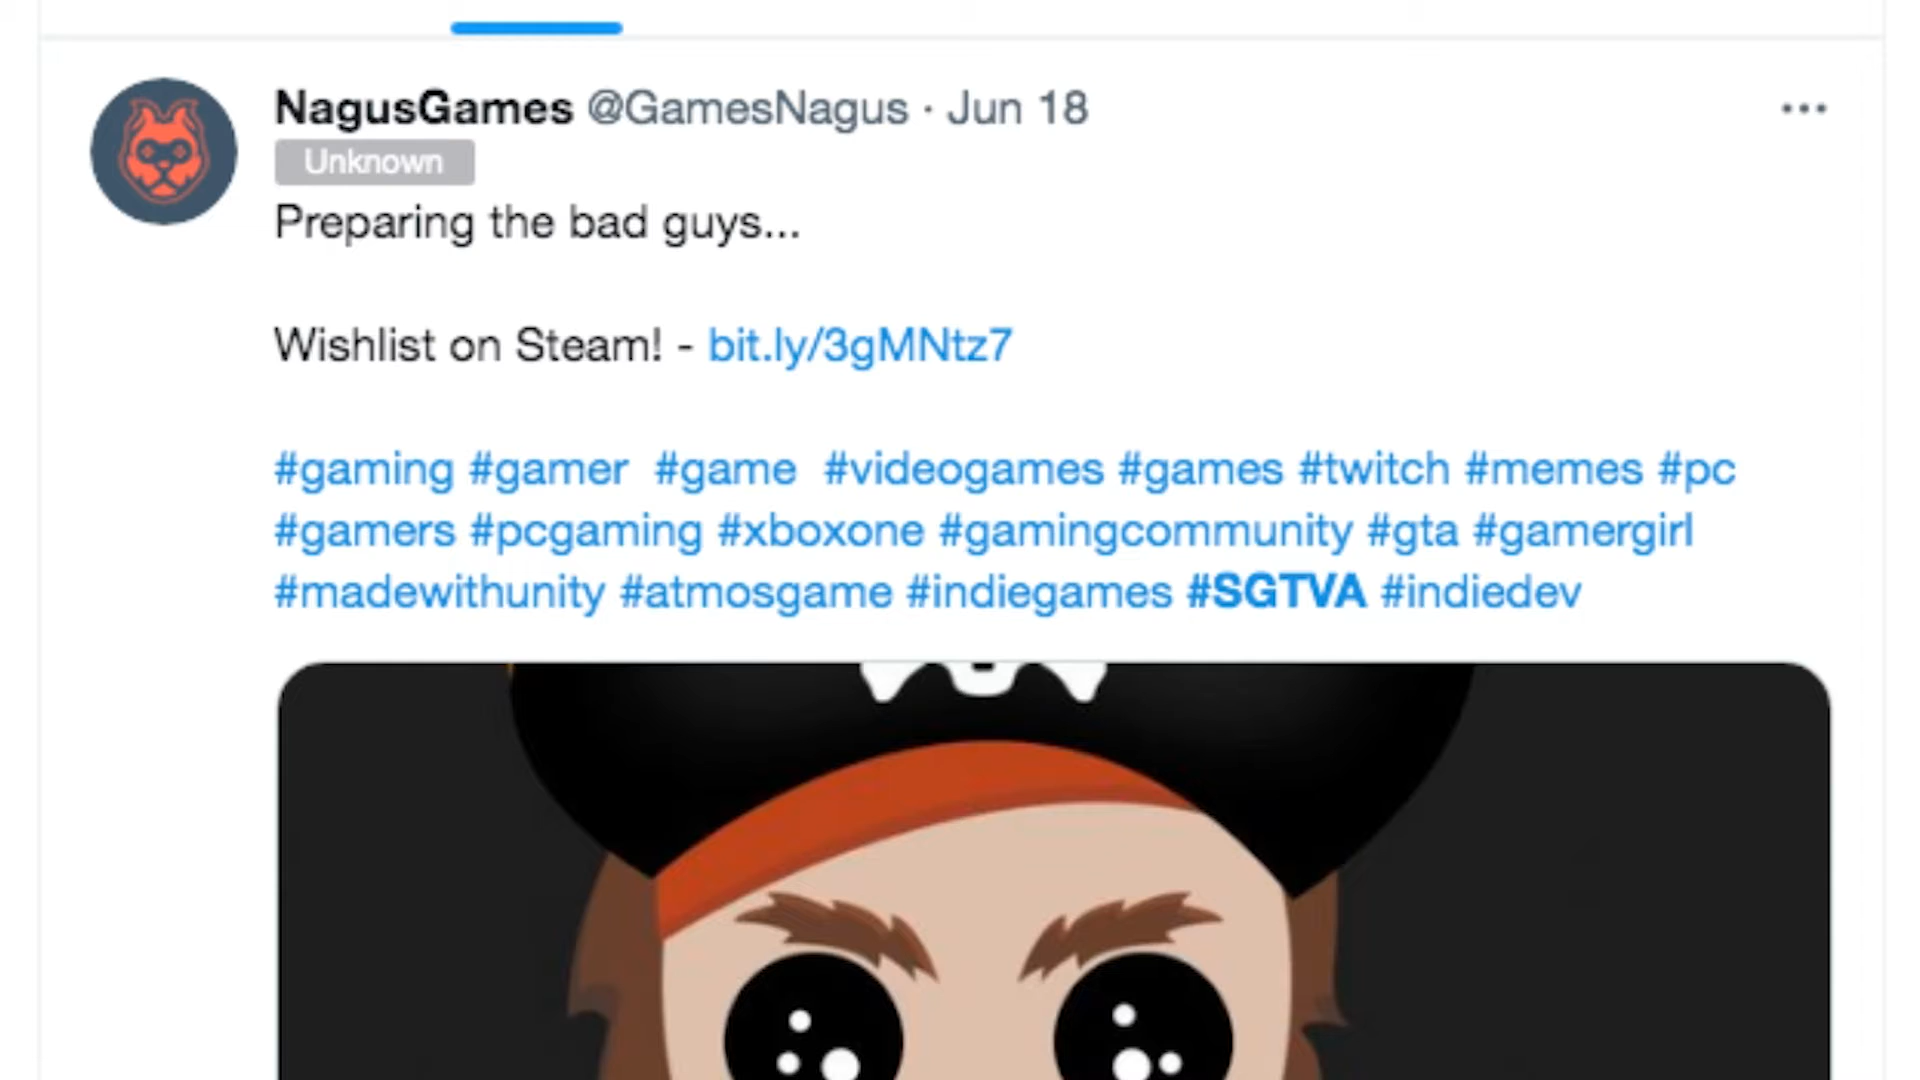 NagusGames @GamesNagus · Jun 18
Unknown
Preparing the bad guys...
Wishlist on Steam! - bit.ly/3gMNtz7
#gaming #gamer #game #videogames #games #twitch #memes #pc
#gamers #pcgaming #xboxone #gamingcommunity #gta #gamergirl
#madewithunity #atmosgame #indiegames #SGTVA #indiedev